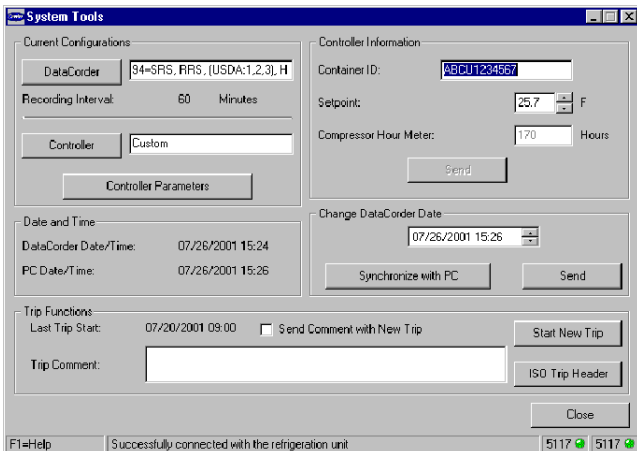 System Tools
Current Configurations
DataCorder 94=SRS, RRS, (USDA:1,2,3), H
Recording Interval: 60 Minutes
Controller Custom
Controller Parameters
Controller Information
Container ID: ABCU1234567
Setpoint: 25.7 F
Compressor Hour Meter: 170 Hours
Send
Date and Time
DataCorder Date/Time: 07/26/2001 15:24
PC Date/Time: 07/26/2001 15:26
Change DataCorder Date
07/26/2001 15:26
Synchronize with PC Send
Trip Functions
Last Trip Start: 07/20/2001 09:00 Send Comment with New Trip Start New Trip
Trip Comment:
ISO Trip Header
Close
F1=Help Successfully connected with the refrigeration unit 5117 5117